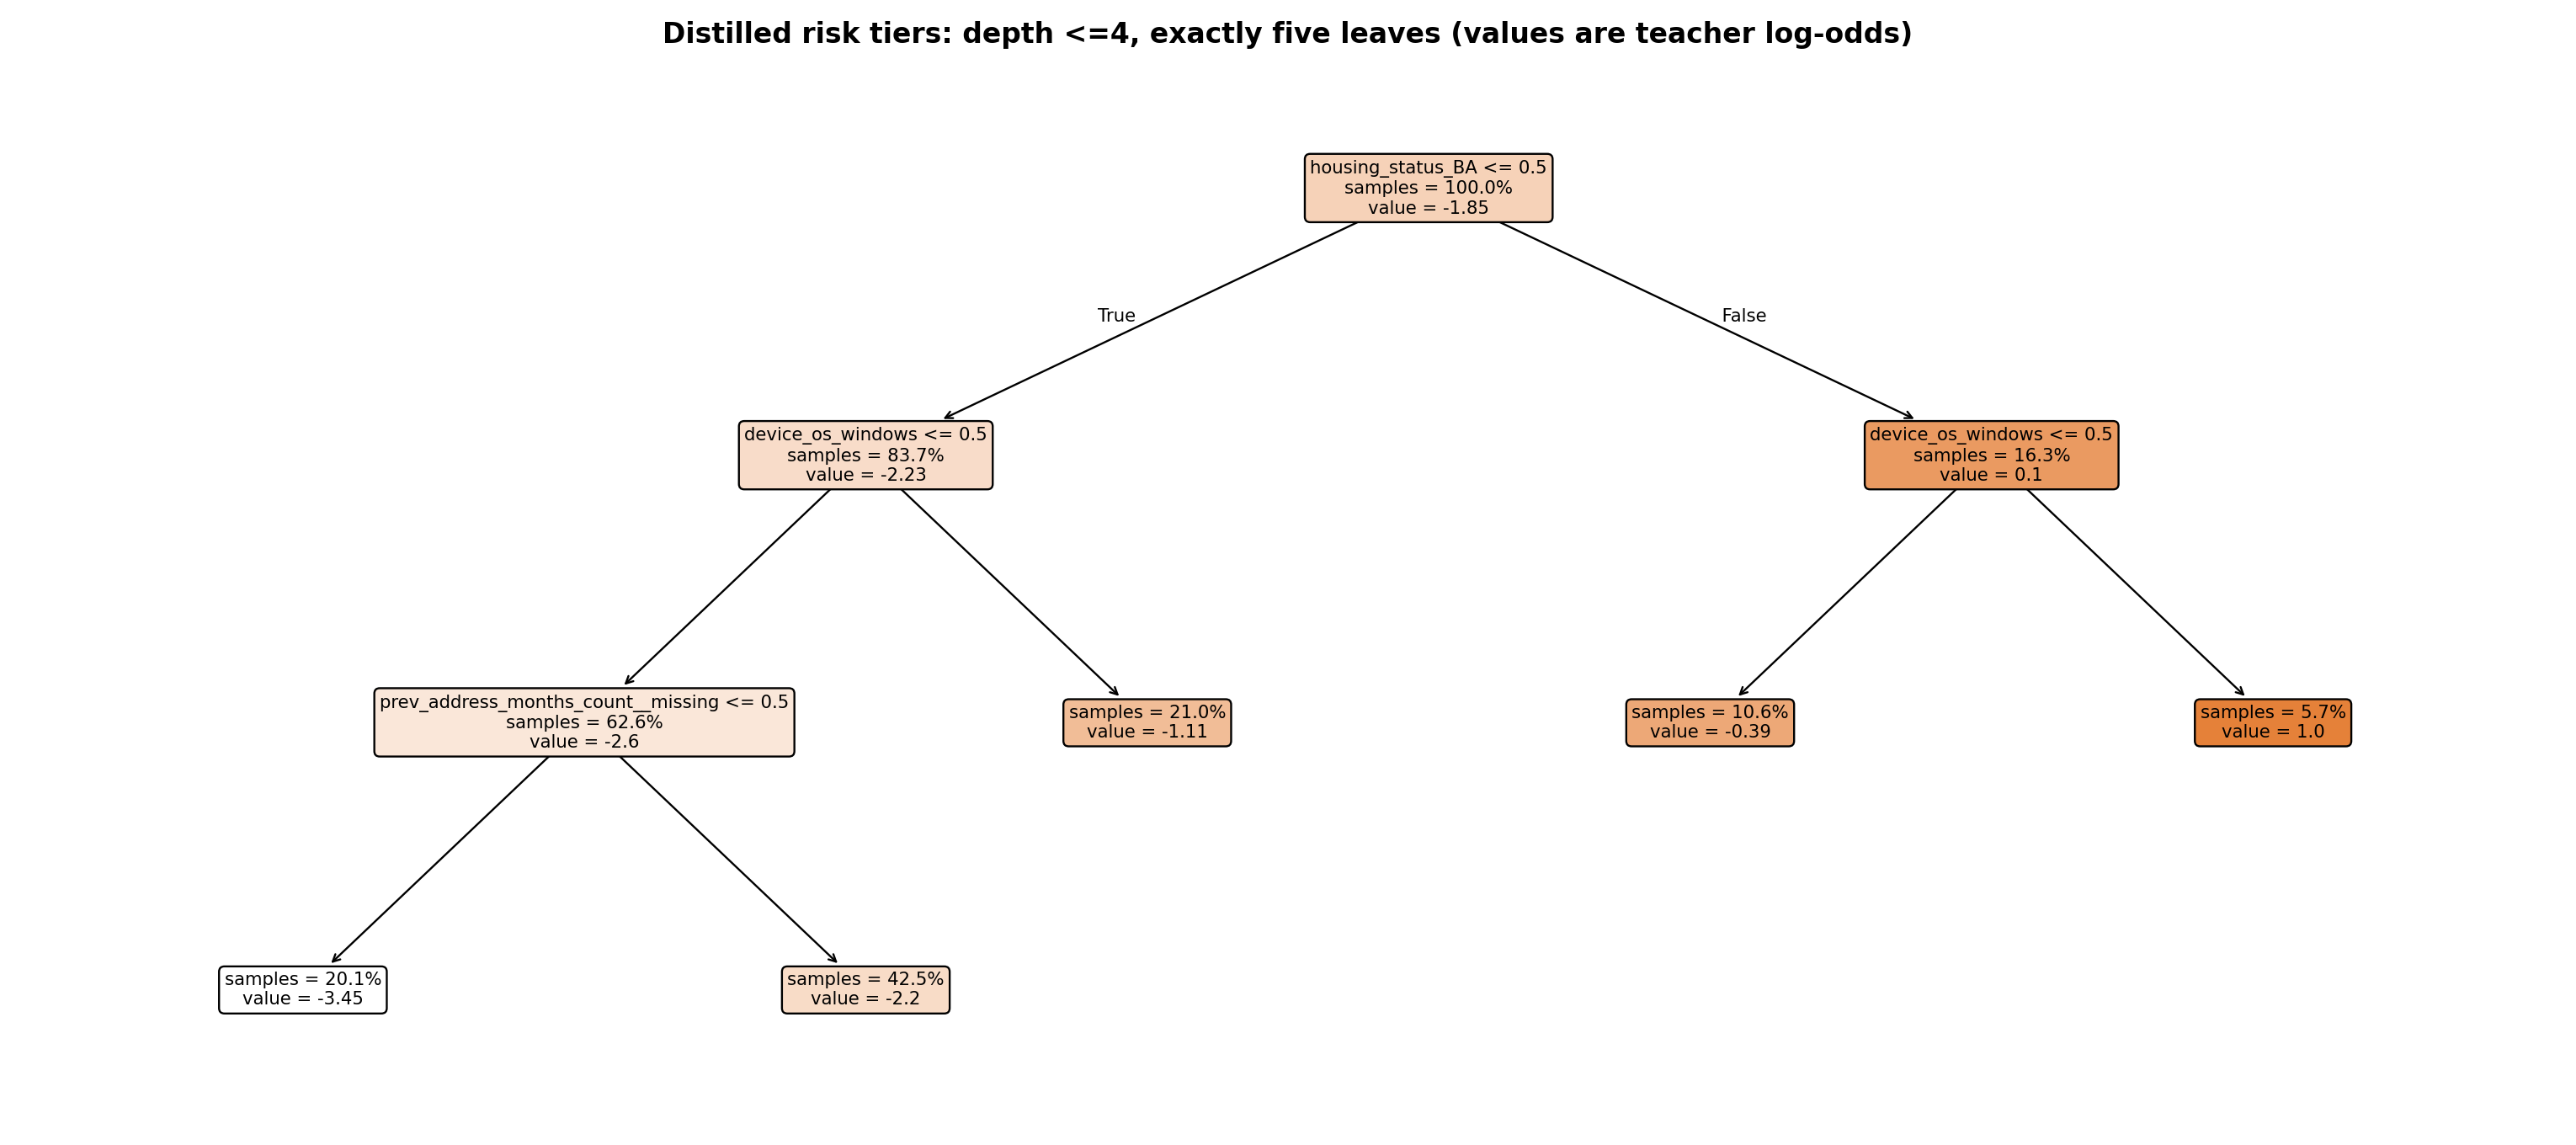 Distilled risk tiers: depth <=4, exactly five leaves (values are teacher log-odds)
housing_status_BA <= 0.5
samples = 100.0%
value = -1.85
True
False
device_os_windows <= 0.5
samples = 83.7%
value = -2.23
device_os_windows <= 0.5
samples = 16.3%
value = 0.1
prev_address_months_count__missing <= 0.5
samples = 62.6%
value = -2.6
samples = 21.0%
value = -1.11
samples = 10.6%
value = -0.39
samples = 5.7%
value = 1.0
samples = 20.1%
value = -3.45
samples = 42.5%
value = -2.2